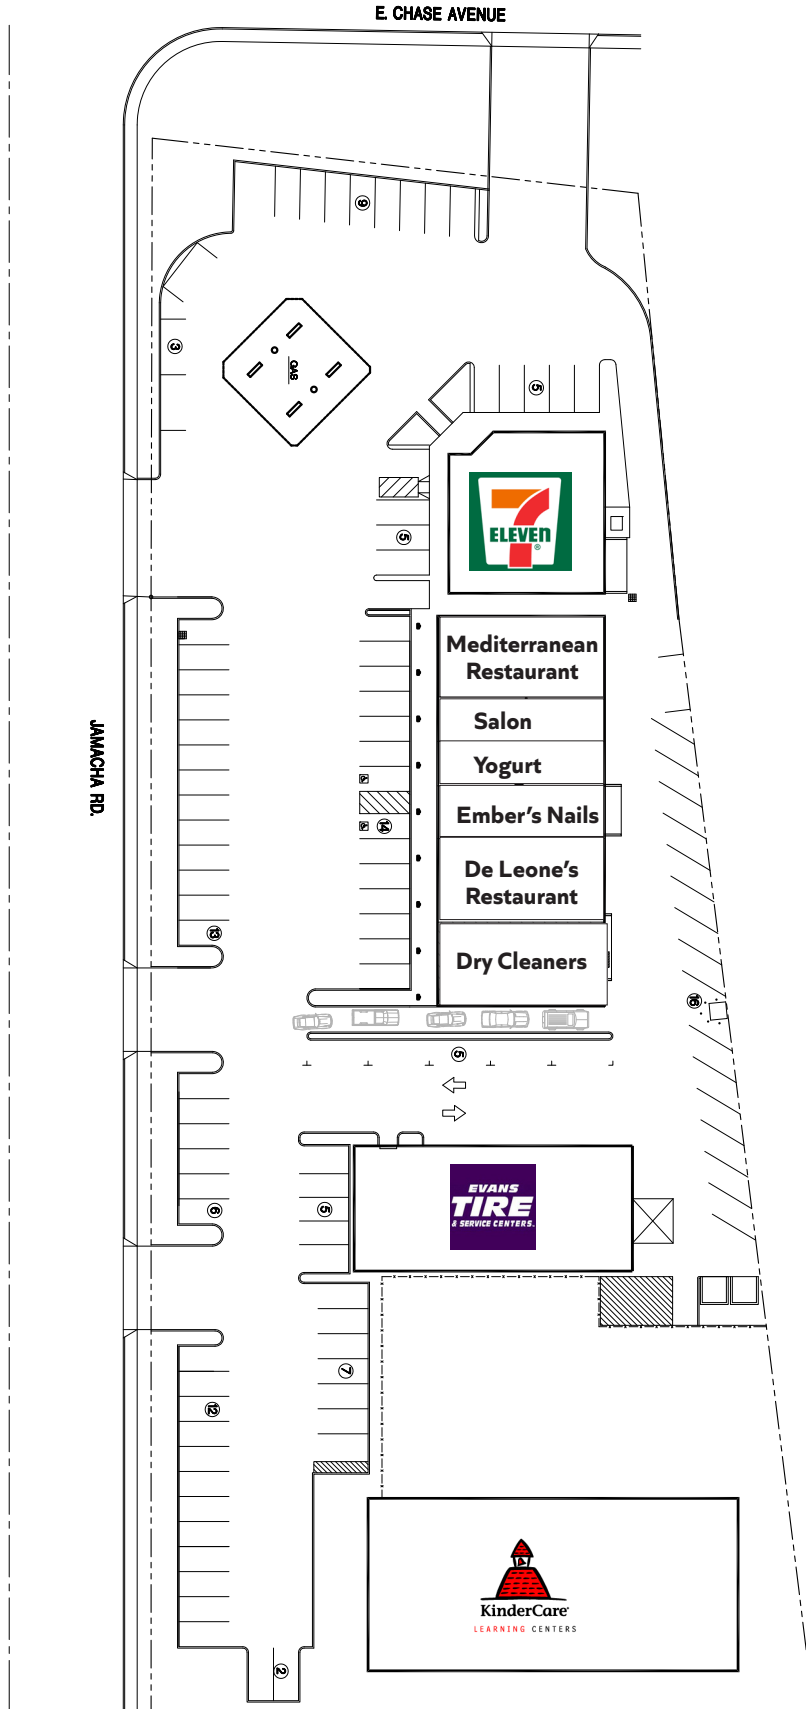 E. CHASE AVENUE
9
3
GAS
5
7
ELEVEN
®
5
Mediterranean
Restaurant
Salon
Yogurt
Ember's Nails
14
De Leone's
Restaurant
13
Dry Cleaners
JAMACHA RD.
16
5
EVANS
TIRE
& SERVICE CENTERS.
6
5
7
12
KinderCare
LEARNING CENTERS
2